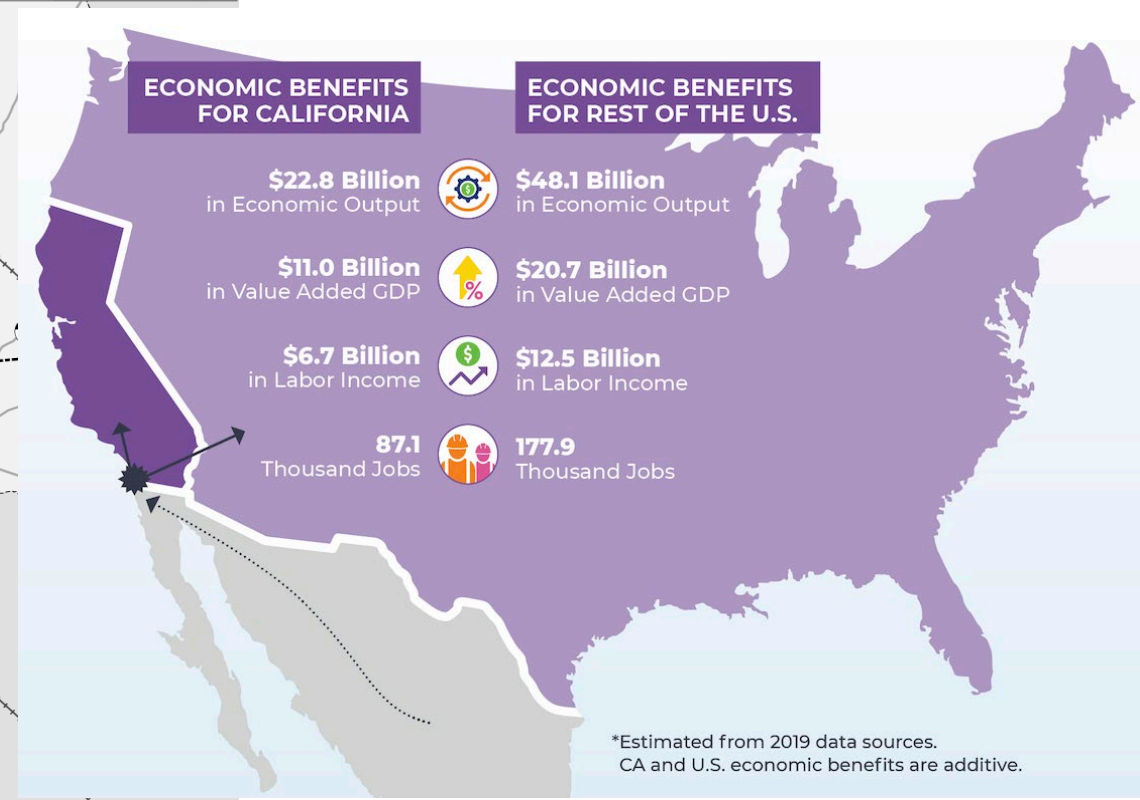 ECONOMIC BENEFITS
FOR CALIFORNIA
ECONOMIC BENEFITS
FOR REST OF THE U.S.
$22.8 Billion
in Economic Output
$
$48.1 Billion
in Economic Output
$11.0 Billion
in Value Added GDP
%
$20.7 Billion
in Value Added GDP
$6.7 Billion
in Labor Income
$
$12.5 Billion
in Labor Income
87.1
Thousand Jobs
177.9
Thousand Jobs
*Estimated from 2019 data sources.
CA and U.S. economic benefits are additive.